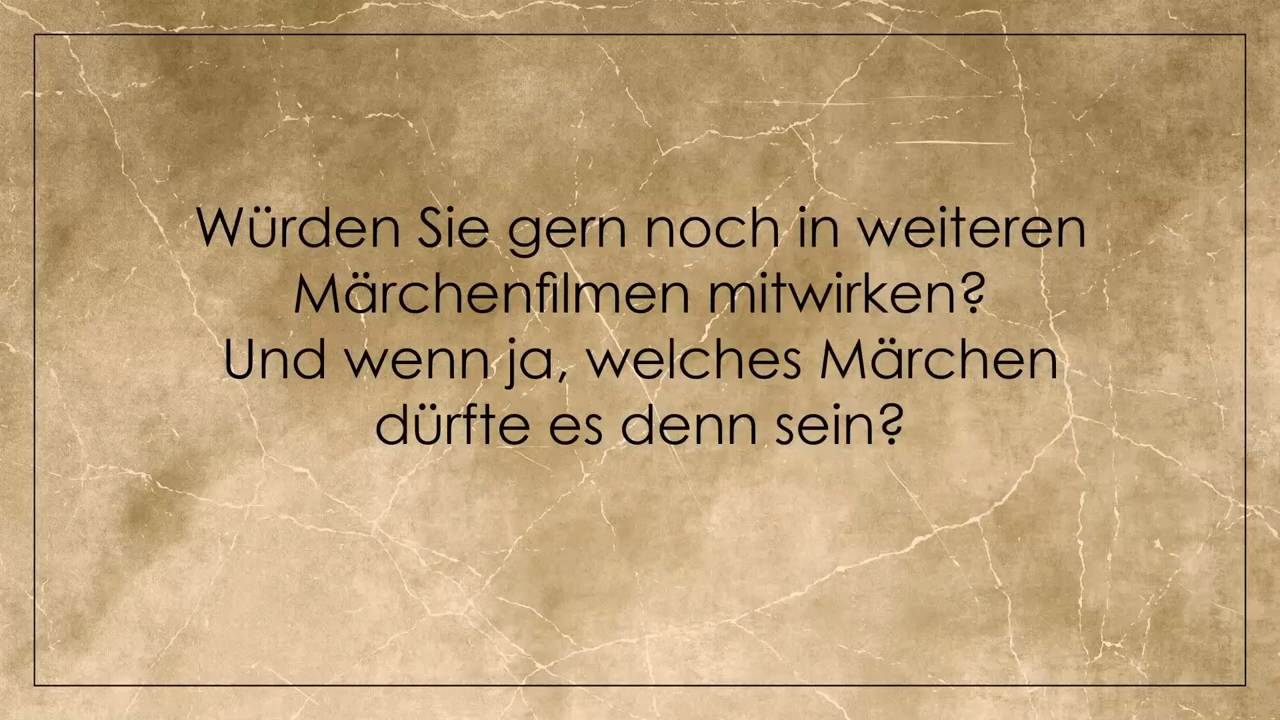 Würden Sie gern noch in weiteren
Märchenfilmen mitwirken?
Und wenn ja, welches Märchen
dürfte es denn sein?